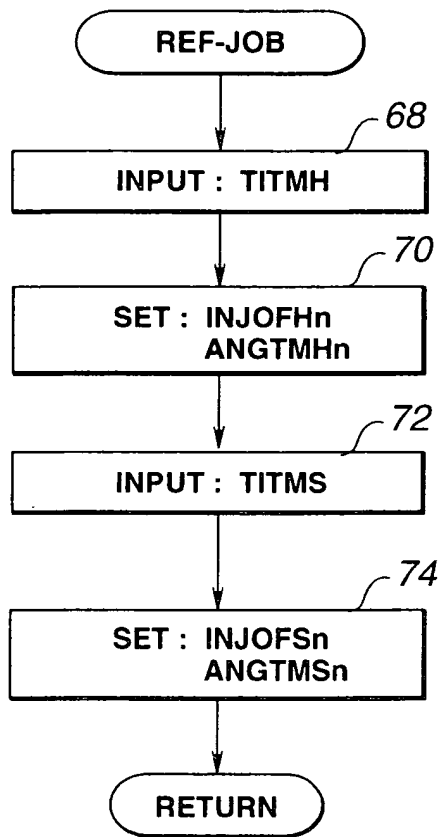 REF-JOB
68
INPUT : TITMH
70
SET : INJOFHn
ANGTMHn
72
INPUT : TITMS
74
SET : INJOFSn
ANGTMSn
RETURN